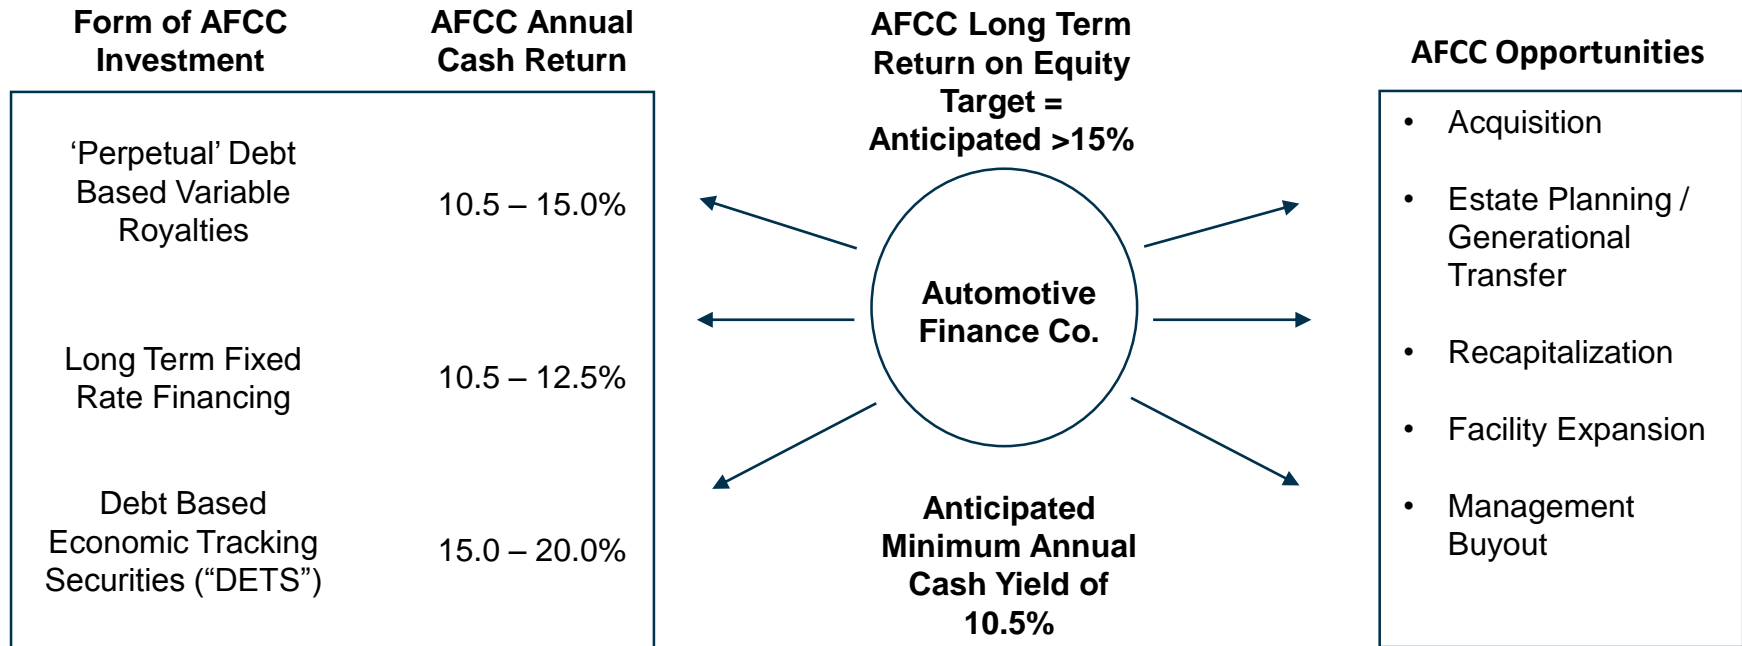 Form of AFCC
Investment
AFCC Annual
Cash Return
‘Perpetual’ Debt
Based Variable
Royalties
10.5 – 15.0%
Long Term Fixed
Rate Financing
10.5 – 12.5%
Debt Based
Economic Tracking
Securities (“DETS”)
15.0 – 20.0%
AFCC Long Term
Return on Equity
Target =
Anticipated >15%
Automotive
Finance Co.
Anticipated
Minimum Annual
Cash Yield of
10.5%
AFCC Opportunities
• Acquisition
• Estate Planning /
Generational
Transfer
• Recapitalization
• Facility Expansion
• Management
Buyout